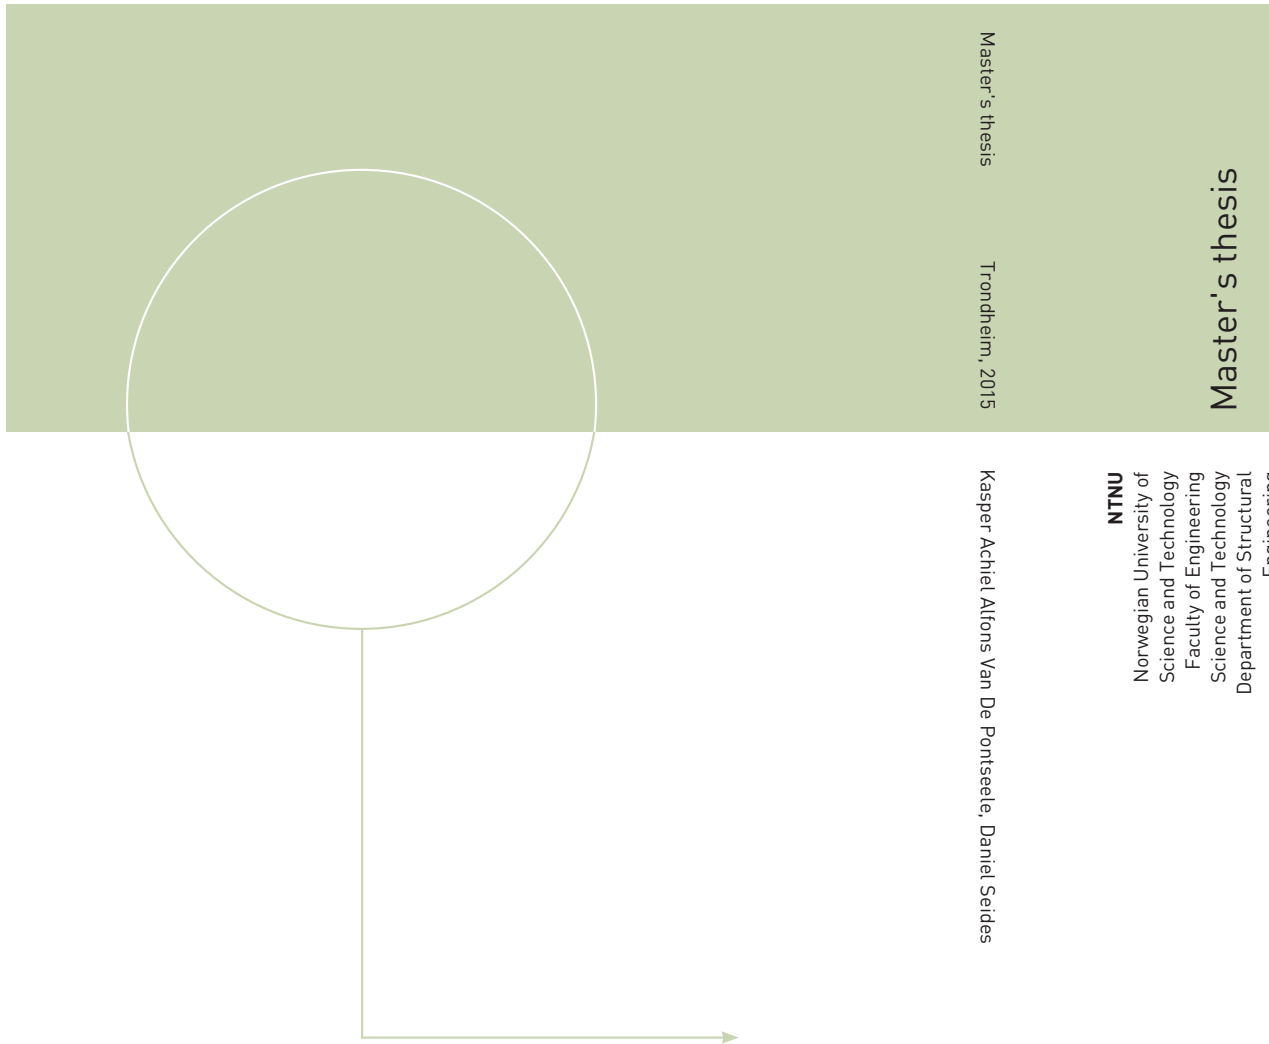 Master's thesis
Trondheim, 2015
Kasper Achiel Alfons Van De Pontseele, Daniel Seides
Master's thesis
NTNU
Norwegian University of
Science and Technology
Faculty of Engineering
Science and Technology
Department of Structural